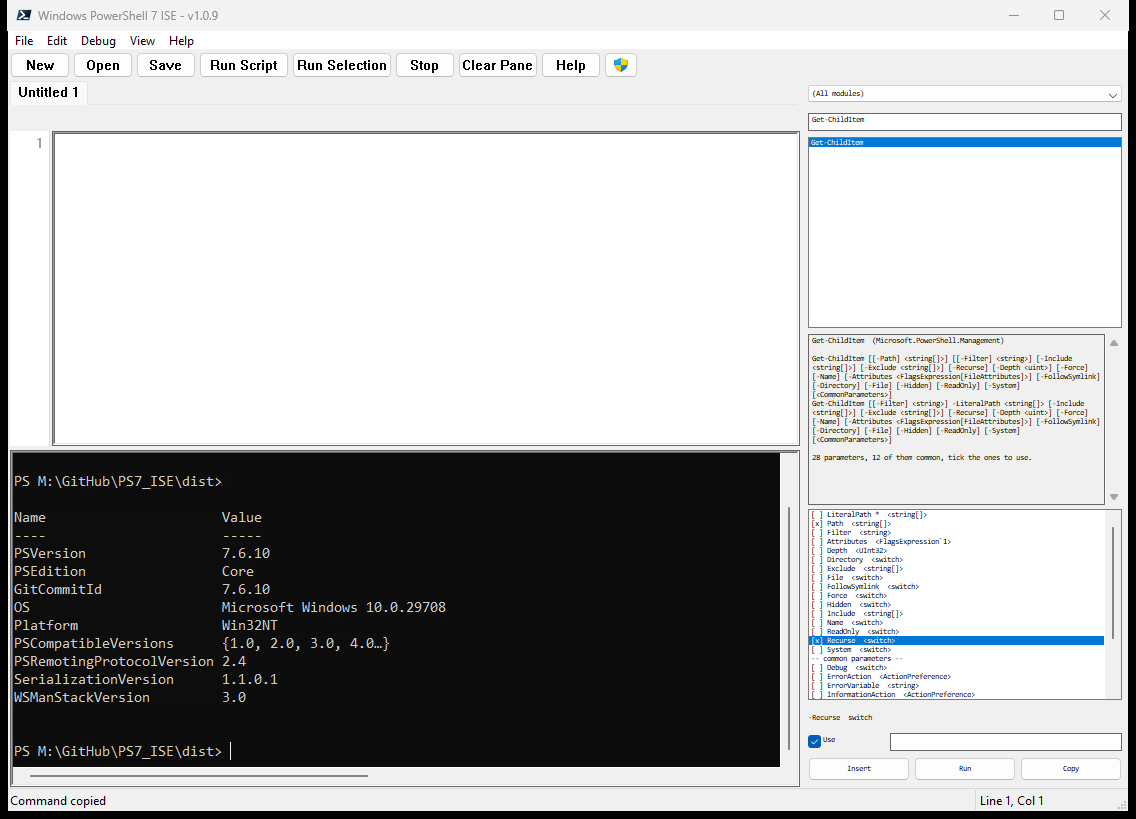 Windows PowerShell 7 ISE - v1.0.9
File Edit Debug View Help
New Open Save Run Script Run Selection Stop Clear Pane Help
Untitled 1
1
PS M:\GitHub\PS7_ISE\dist>
Name Value
---- -----
PSVersion 7.6.10
PSEdition Core
GitCommitId 7.6.10
OS Microsoft Windows 10.0.29708
Platform Win32NT
PSCompatibleVersions {1.0, 2.0, 3.0, 4.0…}
PSRemotingProtocolVersion 2.4
SerializationVersion 1.1.0.1
WSManStackVersion 3.0
PS M:\GitHub\PS7_ISE\dist>
(All modules)
Get-ChildItem
Get-ChildItem
Get-ChildItem (Microsoft.PowerShell.Management)
Get-ChildItem [[-Path] <string[]>] [[-Filter] <string>] [-Include
<string[]>] [-Exclude <string[]>] [-Recurse] [-Depth <uint>] [-Force]
[-Name] [-Attributes <FlagsExpression[FileAttributes]>] [-FollowSymlink]
[-Directory] [-File] [-Hidden] [-ReadOnly] [-System]
[<CommonParameters>]
Get-ChildItem [[-Filter] <string>] -LiteralPath <string[]> [-Include
<string[]>] [-Exclude <string[]>] [-Recurse] [-Depth <uint>] [-Force]
[-Name] [-Attributes <FlagsExpression[FileAttributes]>] [-FollowSymlink]
[-Directory] [-File] [-Hidden] [-ReadOnly] [-System]
[<CommonParameters>]
28 parameters, 12 of them common, tick the ones to use.
[ ] LiteralPath * <string[]>
[x] Path <string[]>
[ ] Filter <string>
[ ] Attributes <FlagsExpression`1>
[ ] Depth <UInt32>
[ ] Directory <switch>
[ ] Exclude <string[]>
[ ] File <switch>
[ ] FollowSymlink <switch>
[ ] Force <switch>
[ ] Hidden <switch>
[ ] Include <string[]>
[ ] Name <switch>
[ ] ReadOnly <switch>
[x] Recurse <switch>
[ ] System <switch>
-- common parameters --
[ ] Debug <switch>
[ ] ErrorAction <ActionPreference>
[ ] ErrorVariable <string>
[ ] InformationAction <ActionPreference>
-Recurse switch
Use
Insert Run Copy
Command copied
Line 1, Col 1